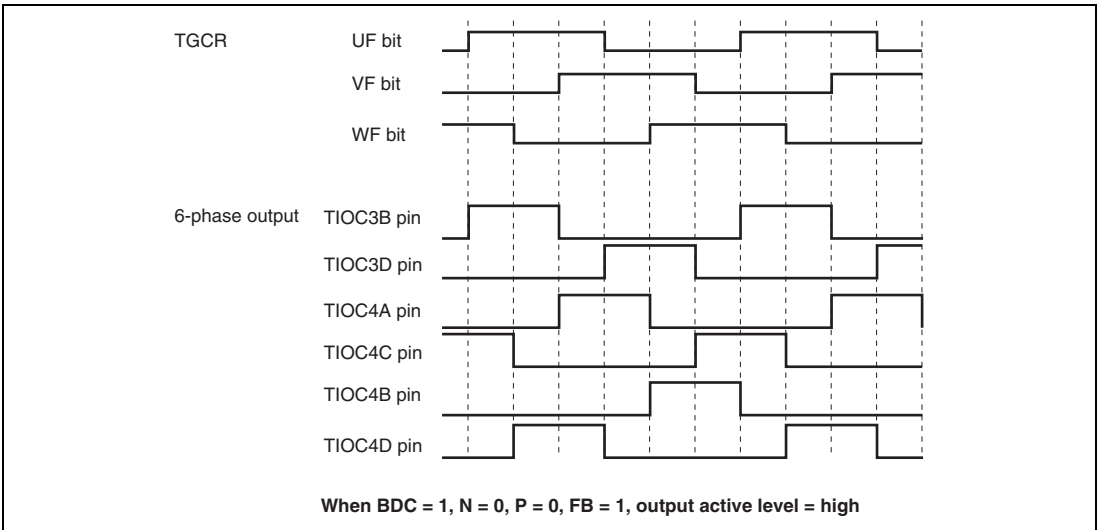 TGCR UF bit
VF bit
WF bit
6-phase output TIOC3B pin
TIOC3D pin
TIOC4A pin
TIOC4C pin
TIOC4B pin
TIOC4D pin
When BDC = 1, N = 0, P = 0, FB = 1, output active level = high